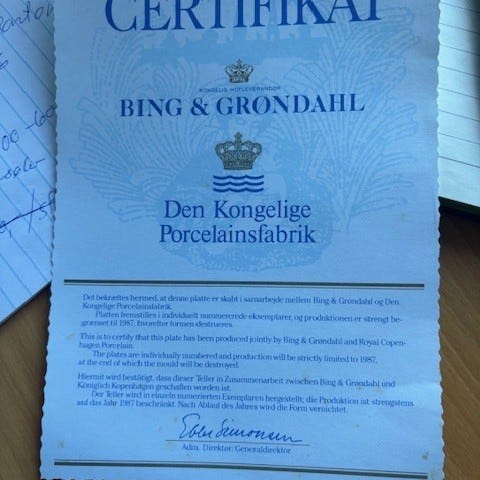 CERTIFIKAT
KONGELIG HOFLEVERANDØR
BING & GRØNDAHL
Den Kongelige
Porcelainsfabrik
Det bekræftes hermed, at denne platte er skabt i samarbejde mellem Bing & Grøndahl og Den
Kongelige Porcelainsfabrik.
Platten fremstilles i individuelt nummererede eksemplarer, og produktionen er strengt be-
grænset til 1987, hvorefter formen destrueres.
This is to certify that this plate has been produced jointly by Bing & Grøndahl and Royal Copen-
hagen Porcelain.
The plates are individually numbered and production will be strictly limited to 1987,
at the end of which the mould will be destroyed.
Hiermit wird bestätigt, dass dieser Teller in Zusammenarbeit zwischen Bing & Grøndahl und
Königlich Kopenhagen geschaffen worden ist.
Der Teller wird in einzeln numerierten Exemplaren hergestellt; die Produktion ist strengstens
auf das Jahr 1987 beschränkt. Nach Ablauf des Jahres wird die Form vernichtet.
Adm. Direktør/Generaldirektor